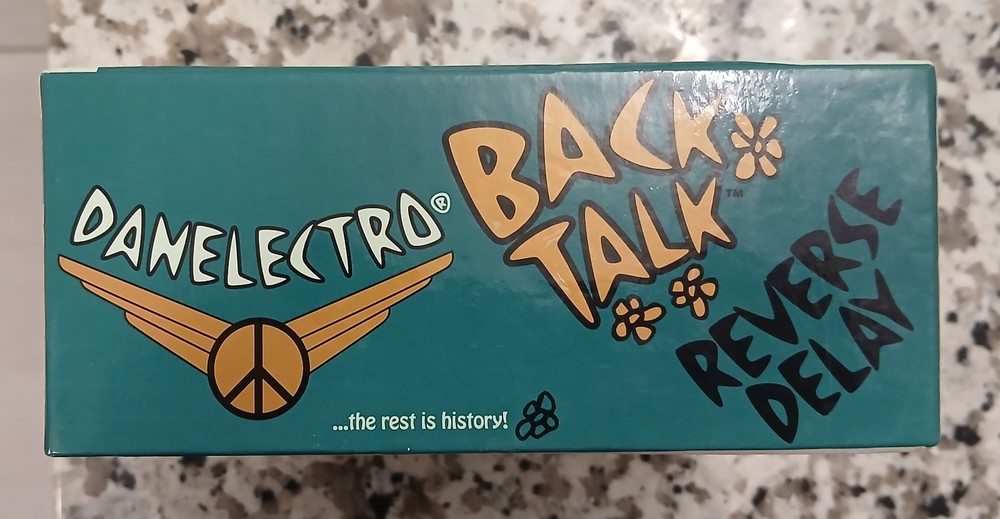 DANELECTRO®
BACK
TALK™
REVERSE
DELAY
...the rest is history!